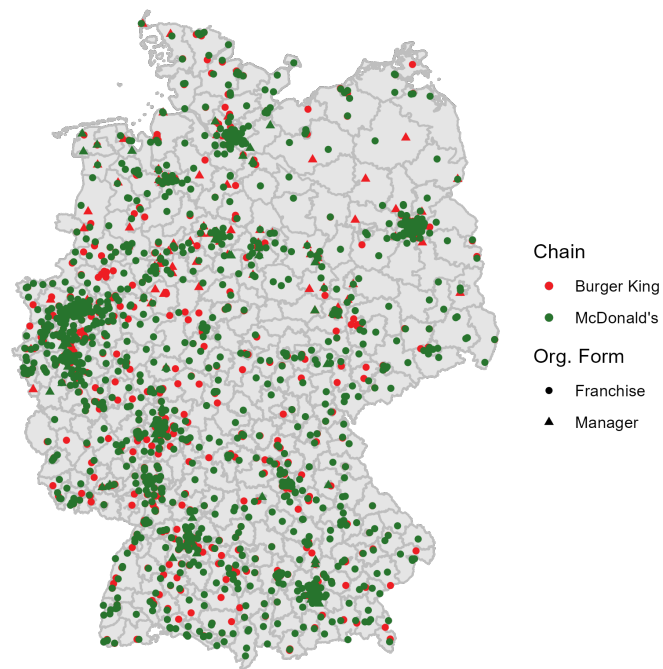 Chain
Burger King
McDonald's
Org. Form
Franchise
Manager